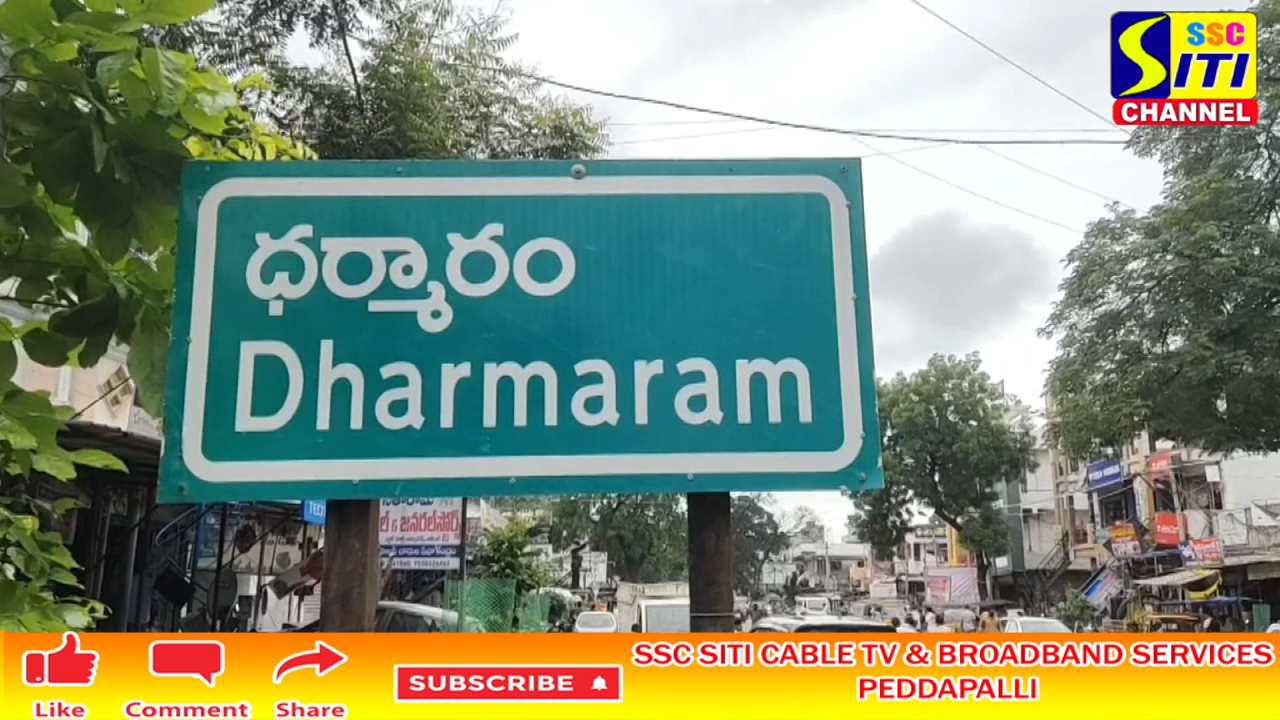 SSC
SITI
CHANNEL
ధర్మారం
Dharmaram
SUBSCRIBE
Like
Comment
Share
SSC SITI CABLE TV & BROADBAND SERVICES
PEDDAPALLI